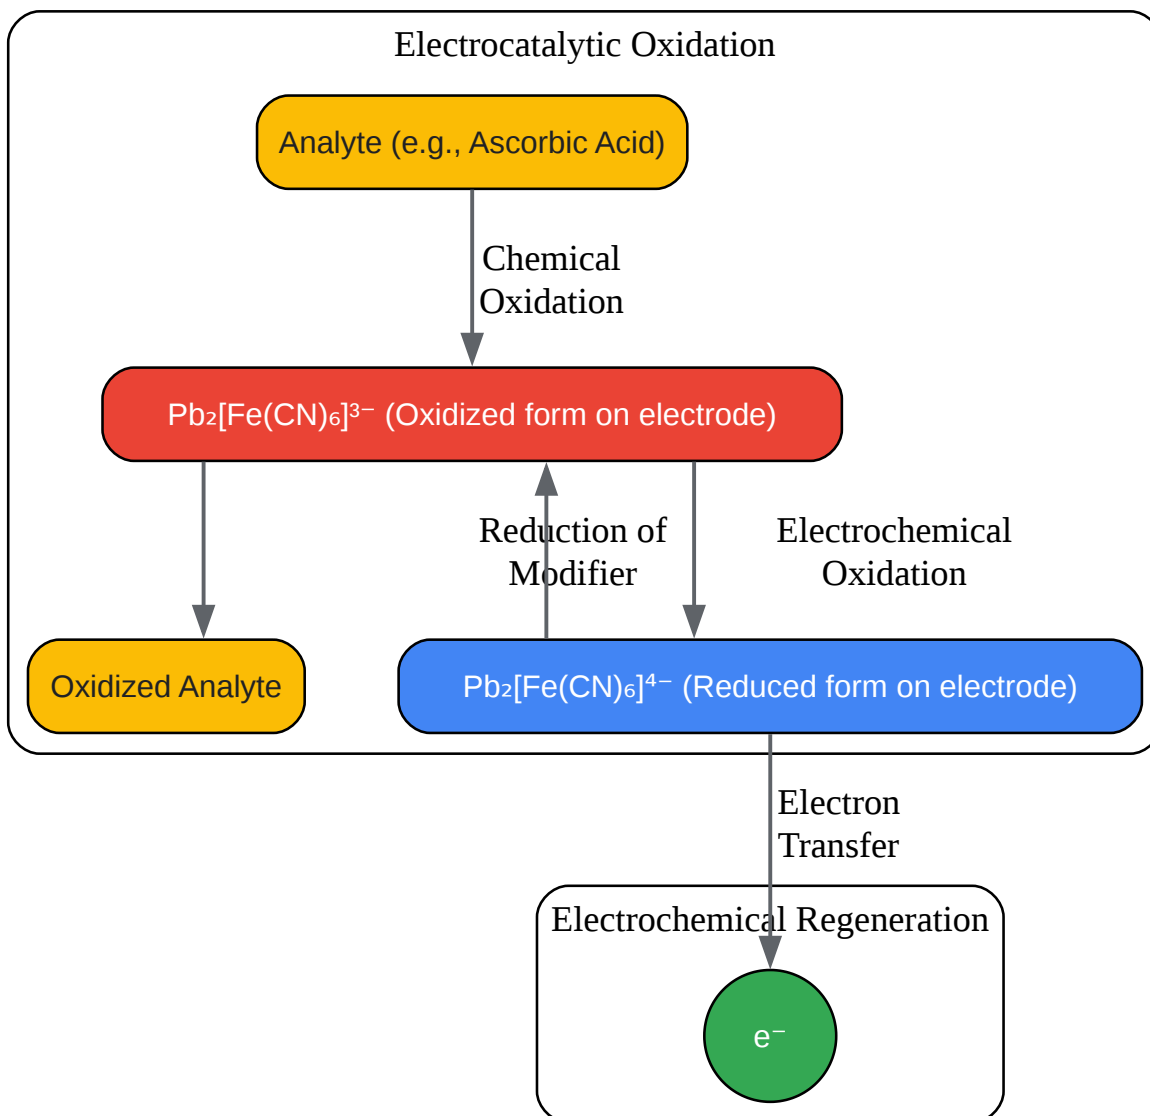 Electrocatalytic Oxidation
Analyte (e.g., Ascorbic Acid)
Chemical
Oxidation
Pb₂[Fe(CN)₆]³⁻ (Oxidized form on electrode)
Reduction of
Modifier
Electrochemical
Oxidation
Oxidized Analyte
Pb₂[Fe(CN)₆]⁴⁻ (Reduced form on electrode)
Electron
Transfer
Electrochemical Regeneration
e⁻